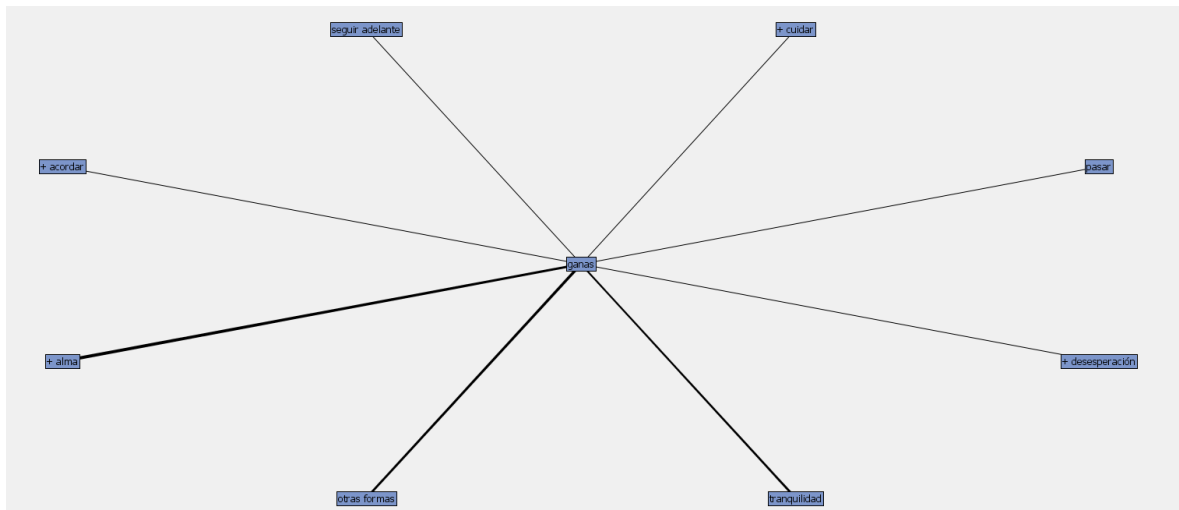 seguir adelante
+ cuidar
+ acordar
pasar
ganas
+ alma
+ desesperación
otras formas
tranquilidad